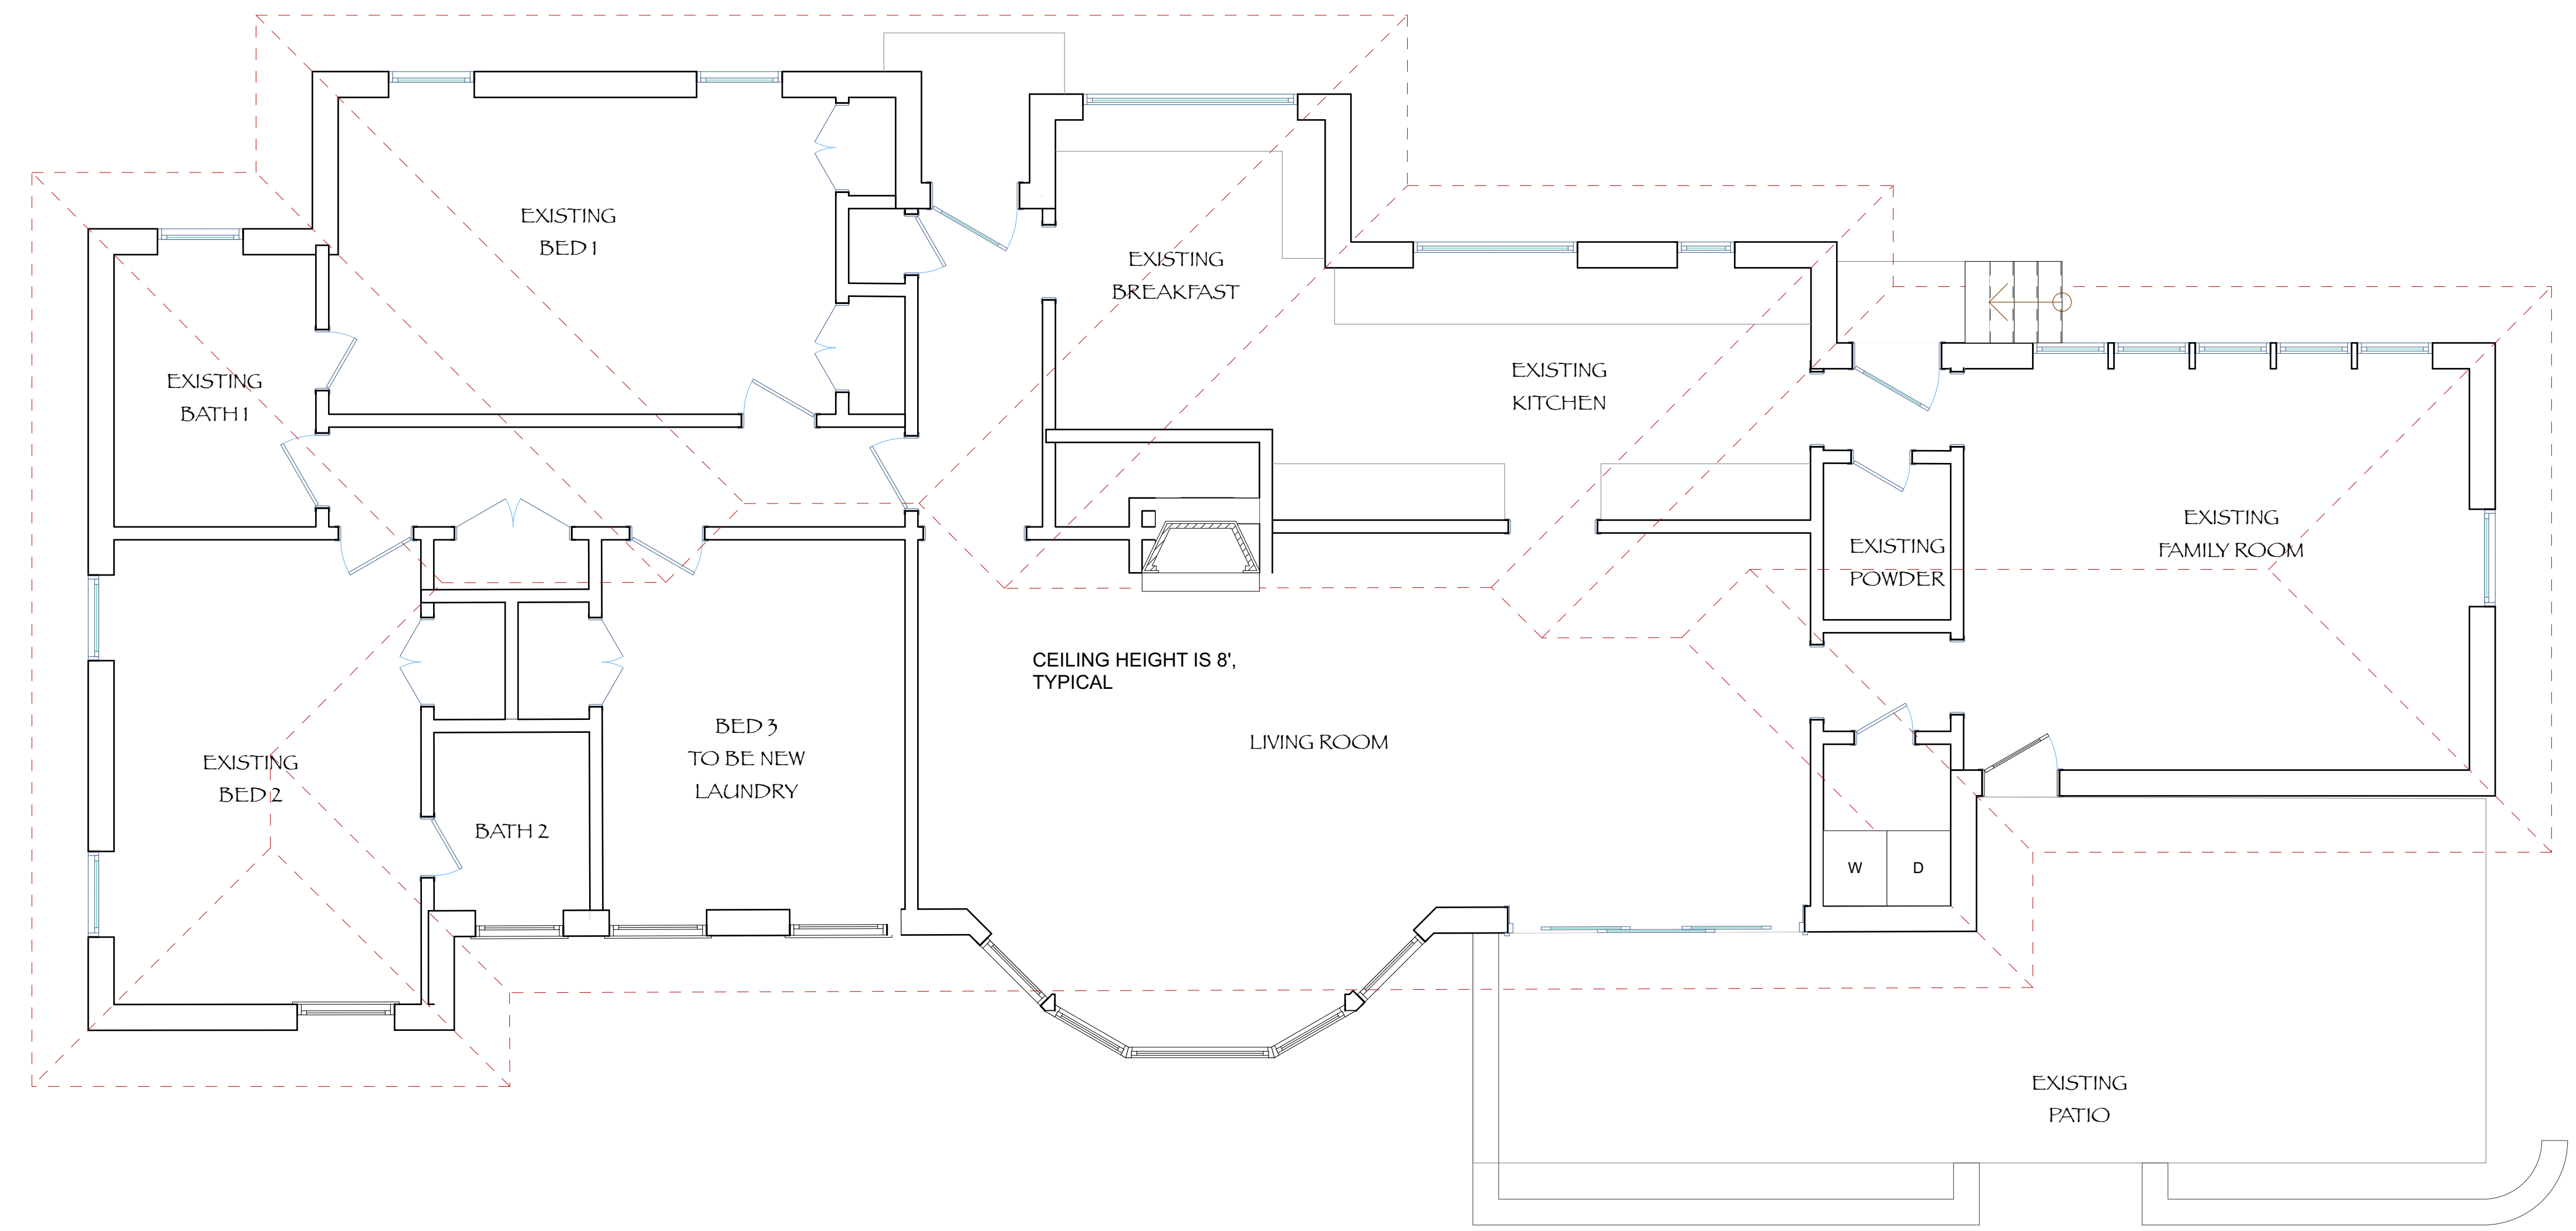 EXISTING
BED 1
EXISTING
BREAKFAST
EXISTING
KITCHEN
EXISTING
BATH 1
EXISTING
FAMILY ROOM
EXISTING
POWDER
CEILING HEIGHT IS 8',
TYPICAL
LIVING ROOM
BED 3
TO BE NEW
LAUNDRY
EXISTING
BED 2
BATH 2
W
D
EXISTING
PATIO